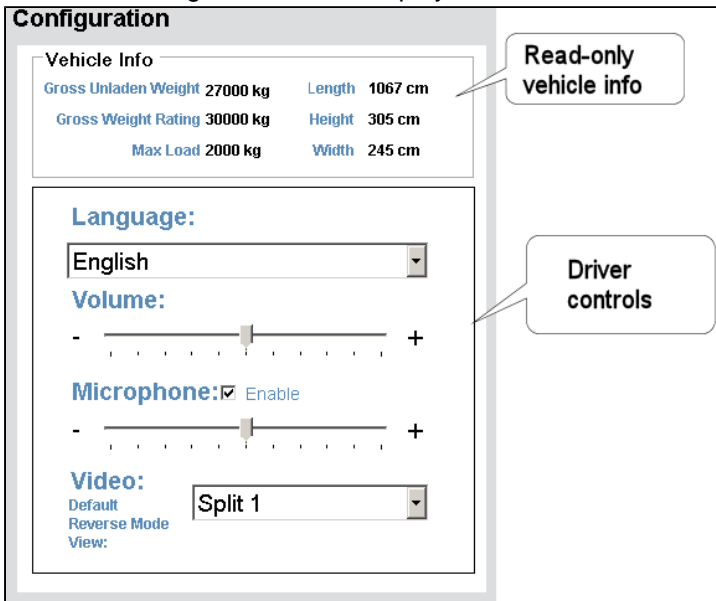 Configuration
Vehicle Info
Gross Unladen Weight 27000 kg Length 1067 cm
Gross Weight Rating 30000 kg Height 305 cm
Max Load 2000 kg Width 245 cm
Read-only
vehicle info
Language:
English
Volume:
- +
Microphone: Enable
- +
Video:
Default
Reverse Mode
View:
Split 1
Driver
controls